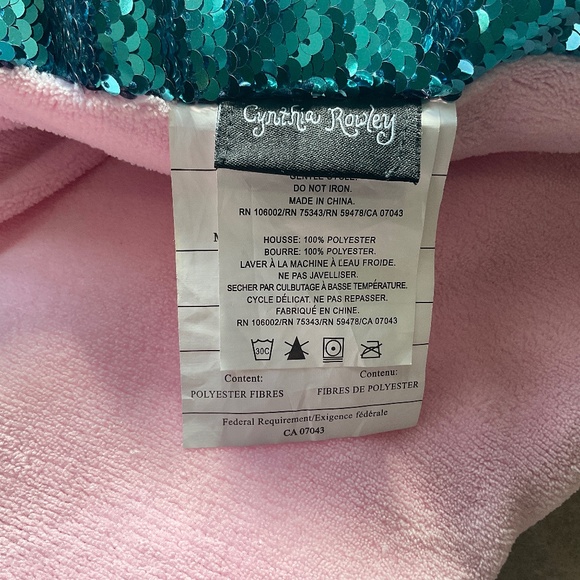 Cynthia Rowley
DO NOT IRON.
MADE IN CHINA.
RN 106002/RN 75343/RN 59478/CA 07043
HOUSSE: 100% POLYESTER
BOURRE: 100% POLYESTER.
LAVER À LA MACHINE À L'EAU FROIDE.
NE PAS JAVELLISER.
SECHER PAR CULBUTAGE À BASSE TEMPÉRATURE.
CYCLE DÉLICAT. NE PAS REPASSER.
FABRIQUÉ EN CHINE.
RN 106002/RN 75343/RN 59478/CA 07043
30C
Content: Contenu:
POLYESTER FIBRES FIBRES DE POLYESTER
Federal Requirement/Exigence fédérale
CA 07043